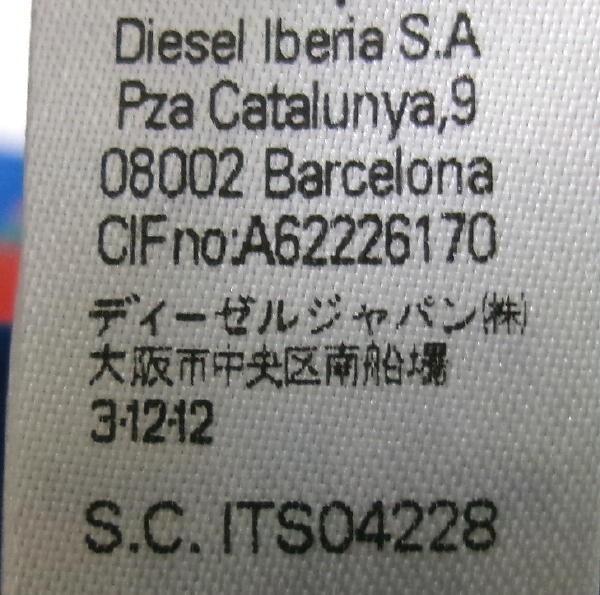 Diesel Iberia S.A
Pza Catalunya,9
08002 Barcelona
CIF no:A62226170
ディーゼルジャパン㈱
大阪市中央区南船場
3-12-12
S.C. ITS04228